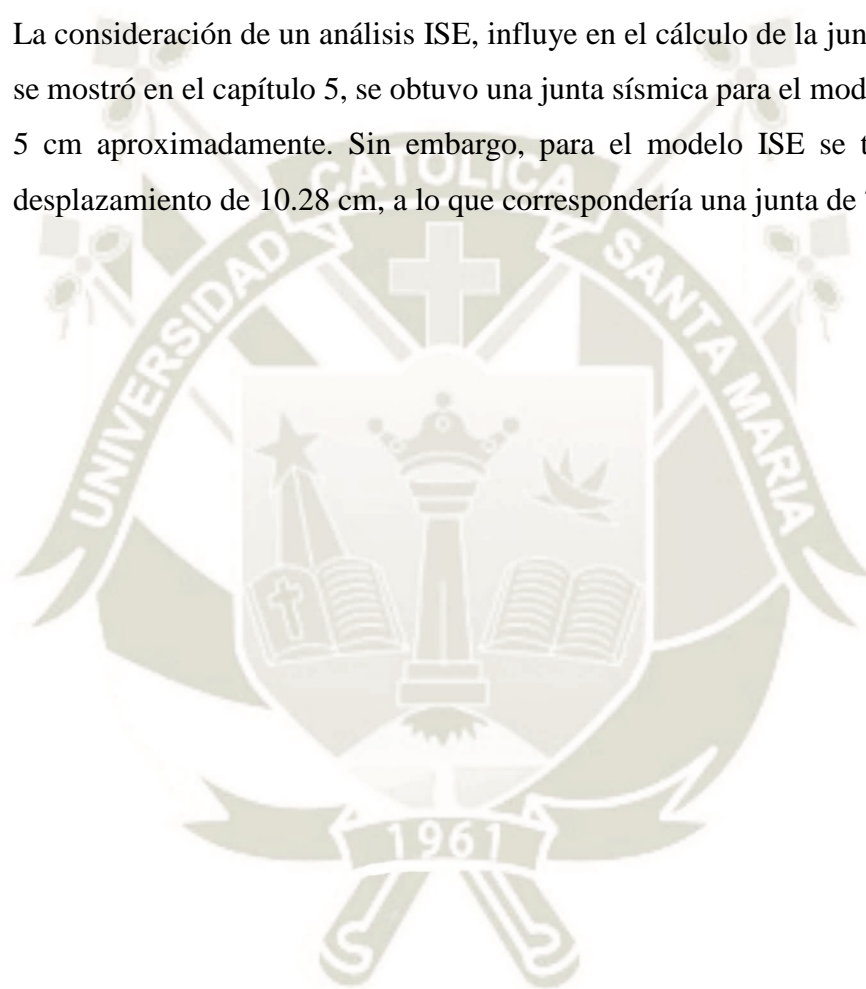 La consideración de un análisis ISE, influye en el cálculo de la jun
se mostró en el capítulo 5, se obtuvo una junta sísmica para el mod
5 cm aproximadamente. Sin embargo, para el modelo ISE se t
desplazamiento de 10.28 cm, a lo que correspondería una junta de
UNIVERSIDAD CATOLICA SANTA MARIA
1961